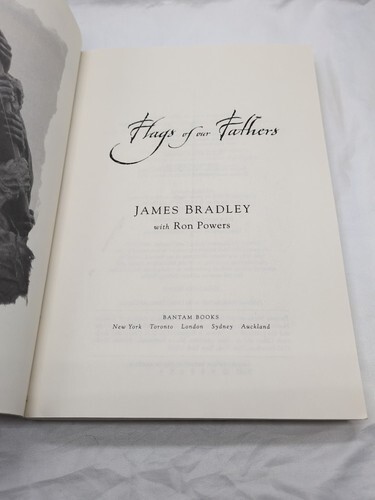 Flags of our Fathers
JAMES BRADLEY
with Ron Powers
BANTAM BOOKS
New York Toronto London Sydney Auckland